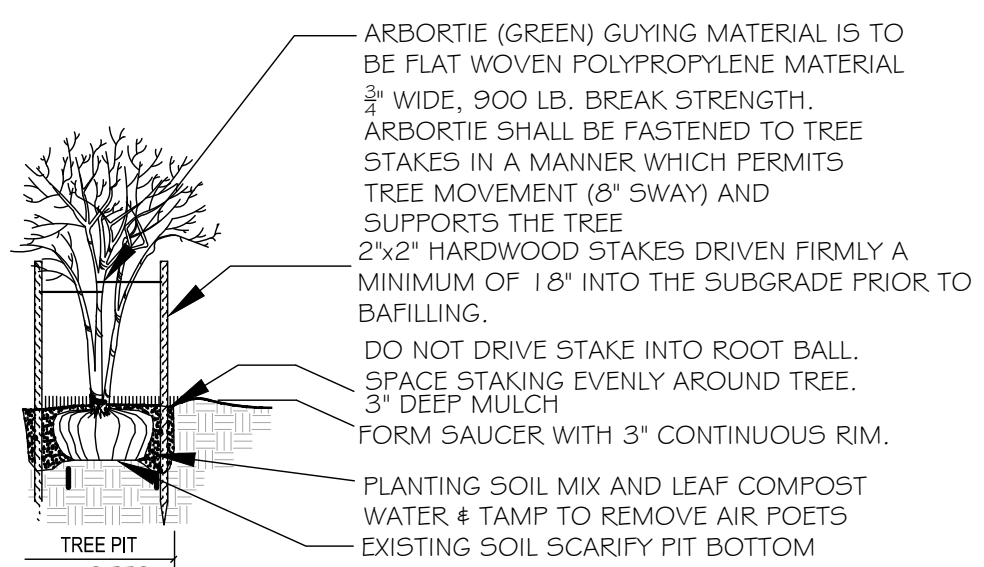 ARBORTIE (GREEN) GUYING MATERIAL IS TO
BE FLAT WOVEN POLYPROPYLENE MATERIAL
3/4" WIDE, 900 LB. BREAK STRENGTH.
ARBORTIE SHALL BE FASTENED TO TREE
STAKES IN A MANNER WHICH PERMITS
TREE MOVEMENT (8" SWAY) AND
SUPPORTS THE TREE
2"x2" HARDWOOD STAKES DRIVEN FIRMLY A
MINIMUM OF 18" INTO THE SUBGRADE PRIOR TO
BAFILLING.
DO NOT DRIVE STAKE INTO ROOT BALL.
SPACE STAKING EVENLY AROUND TREE.
3" DEEP MULCH
FORM SAUCER WITH 3" CONTINUOUS RIM.
PLANTING SOIL MIX AND LEAF COMPOST
WATER & TAMP TO REMOVE AIR POETS
EXISTING SOIL SCARIFY PIT BOTTOM
TREE PIT